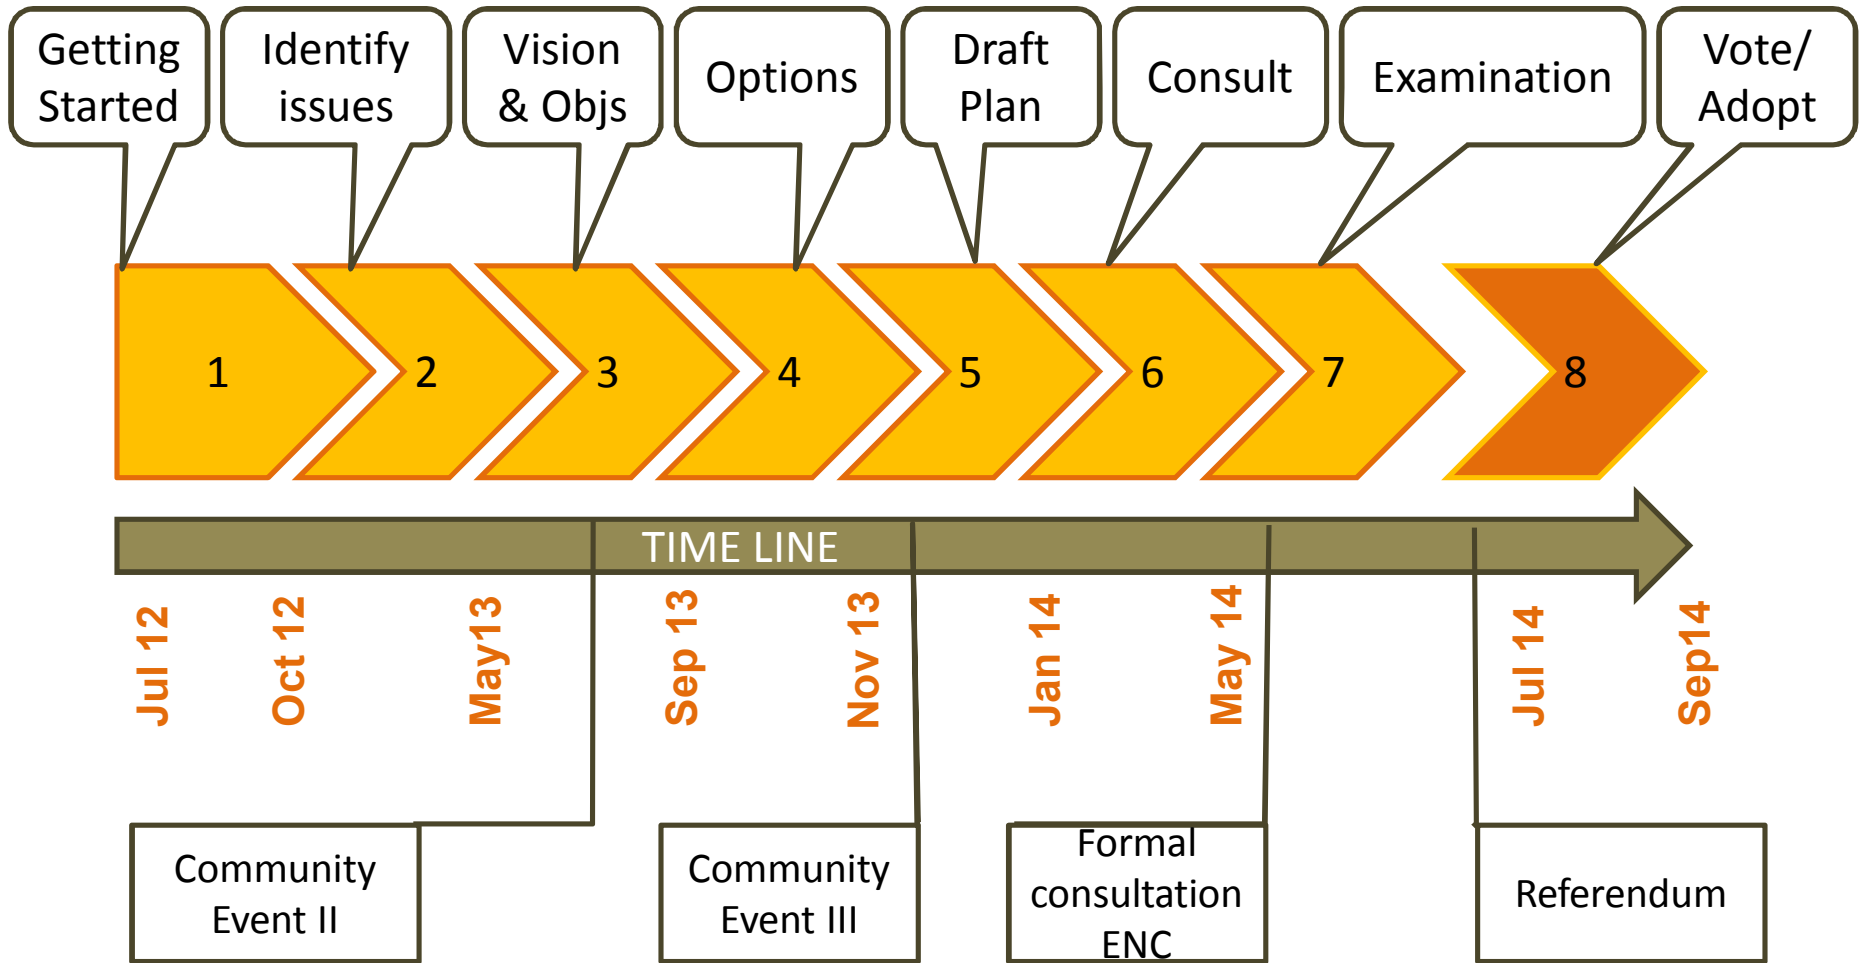 Getting
Started
Identify
issues
Vision
& Objs
Options
Draft
Plan
Consult
Examination
Vote/
Adopt
1
2
3
4
5
6
7
8
TIME LINE
Jul 12
Oct 12
May13
Sep 13
Nov 13
Jan 14
May 14
Jul 14
Sep14
Community
Event II
Community
Event III
Formal
consultation
ENC
Referendum